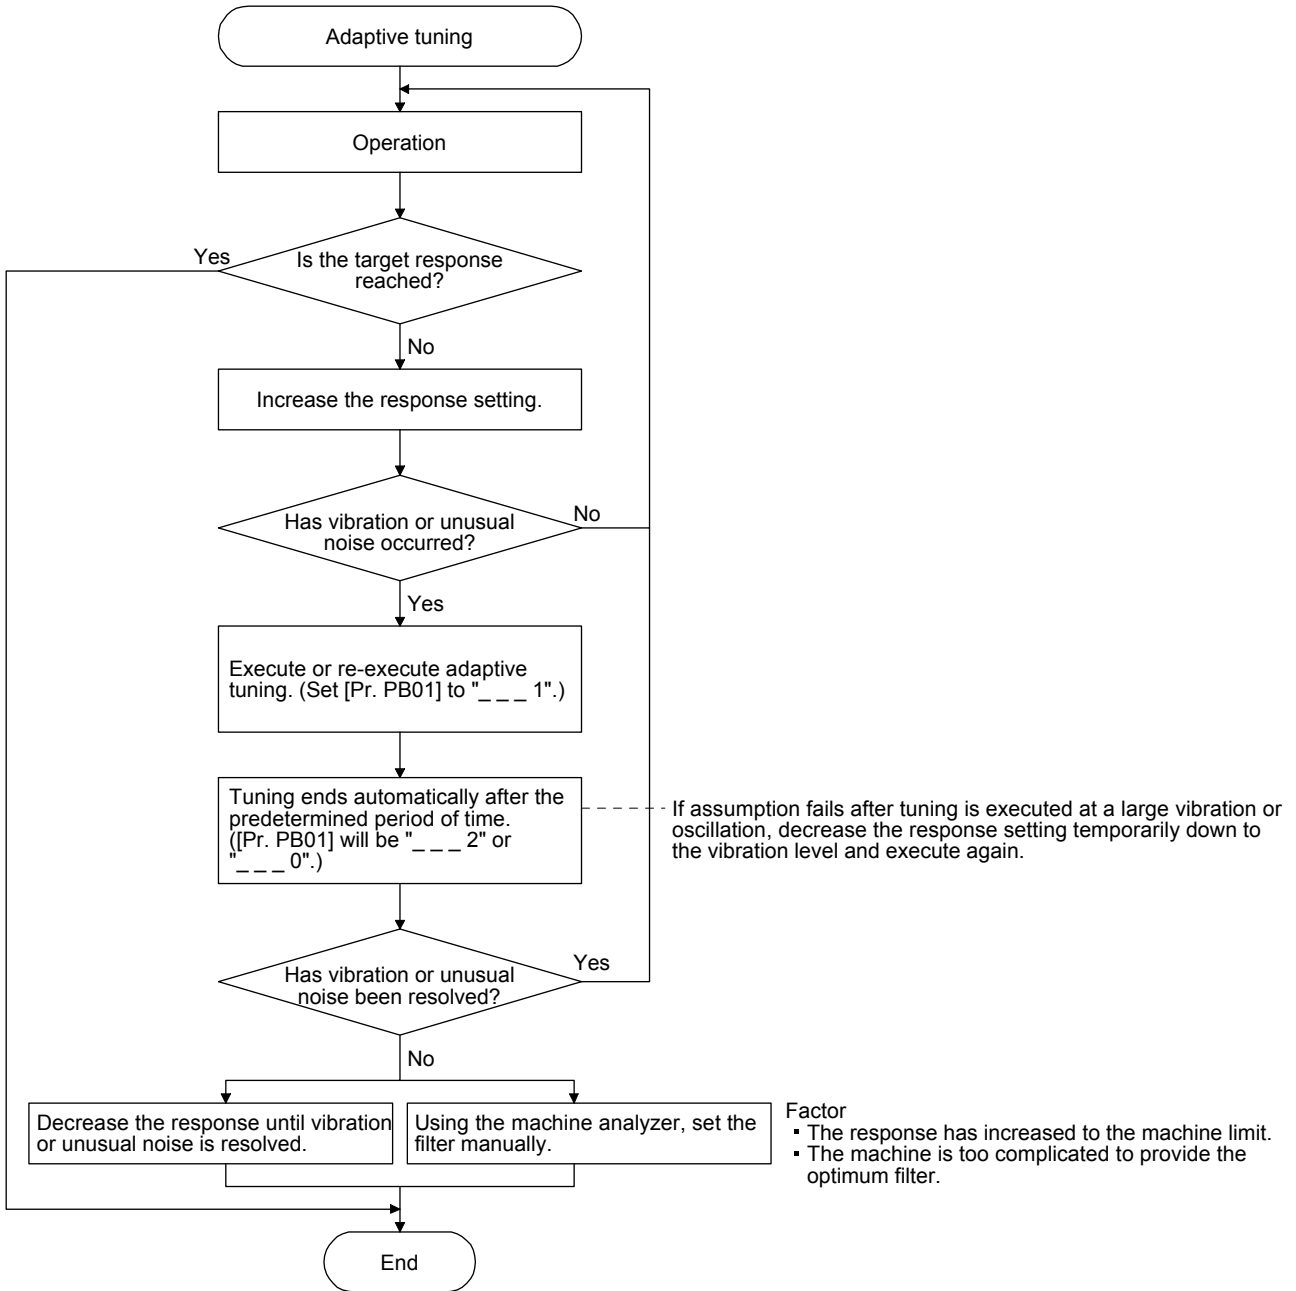 Adaptive tuning
Operation
Yes
Is the target response
reached?
No
Increase the response setting.
Has vibration or unusual
noise occurred?
No
Yes
Execute or re-execute adaptive
tuning. (Set [Pr. PB01] to "_ _ _ 1".)
Tuning ends automatically after the
predetermined period of time.
([Pr. PB01] will be "_ _ _ 2" or
"_ _ _ 0".)
If assumption fails after tuning is executed at a large vibration or
oscillation, decrease the response setting temporarily down to
the vibration level and execute again.
Has vibration or unusual
noise been resolved?
Yes
No
Decrease the response until vibration
or unusual noise is resolved.
Using the machine analyzer, set the
filter manually.
Factor
▪ The response has increased to the machine limit.
▪ The machine is too complicated to provide the
optimum filter.
End